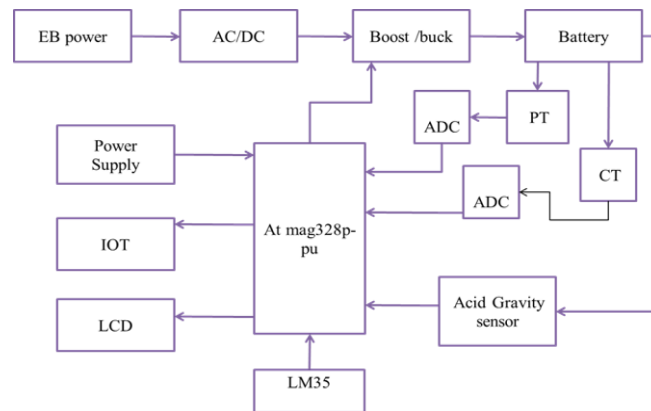 EB power
AC/DC
Boost /buck
Battery
ADC
PT
Power
Supply
CT
ADC
At mag328p-
pu
IOT
Acid Gravity
sensor
LCD
LM35